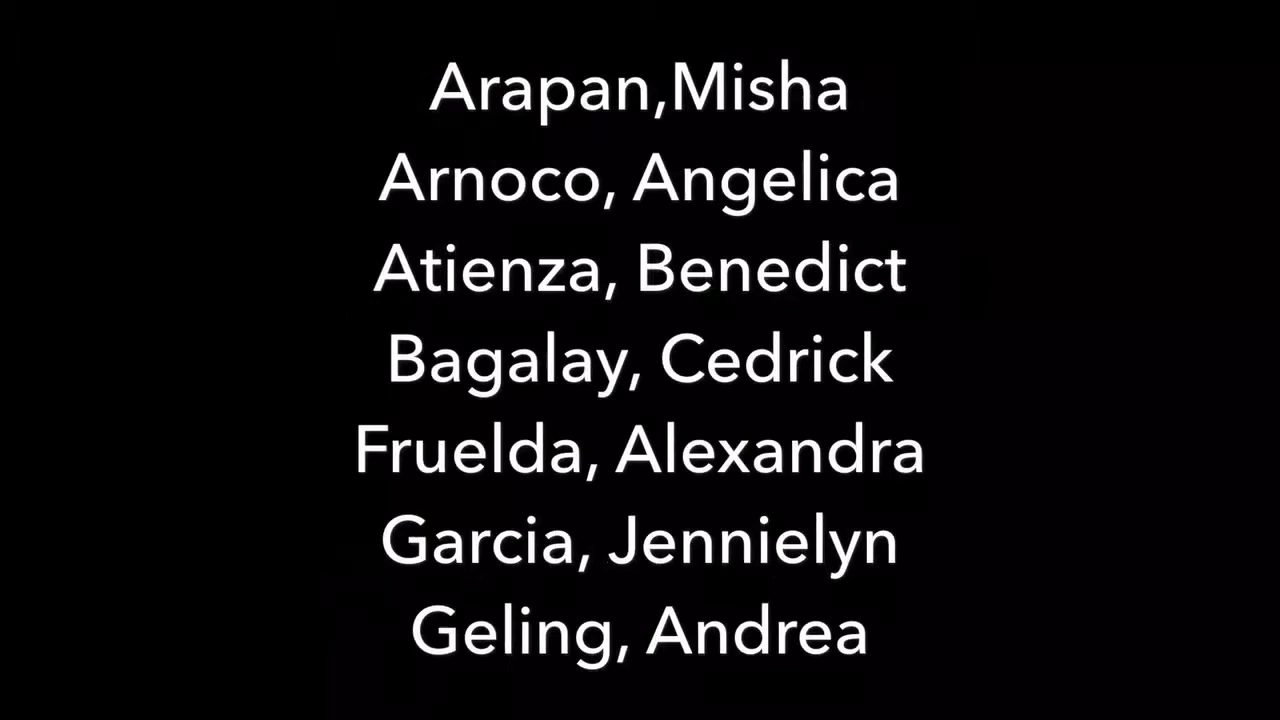 Arapan,Misha
Arnoco, Angelica
Atienza, Benedict
Bagalay, Cedrick
Fruelda, Alexandra
Garcia, Jennielyn
Geling, Andrea